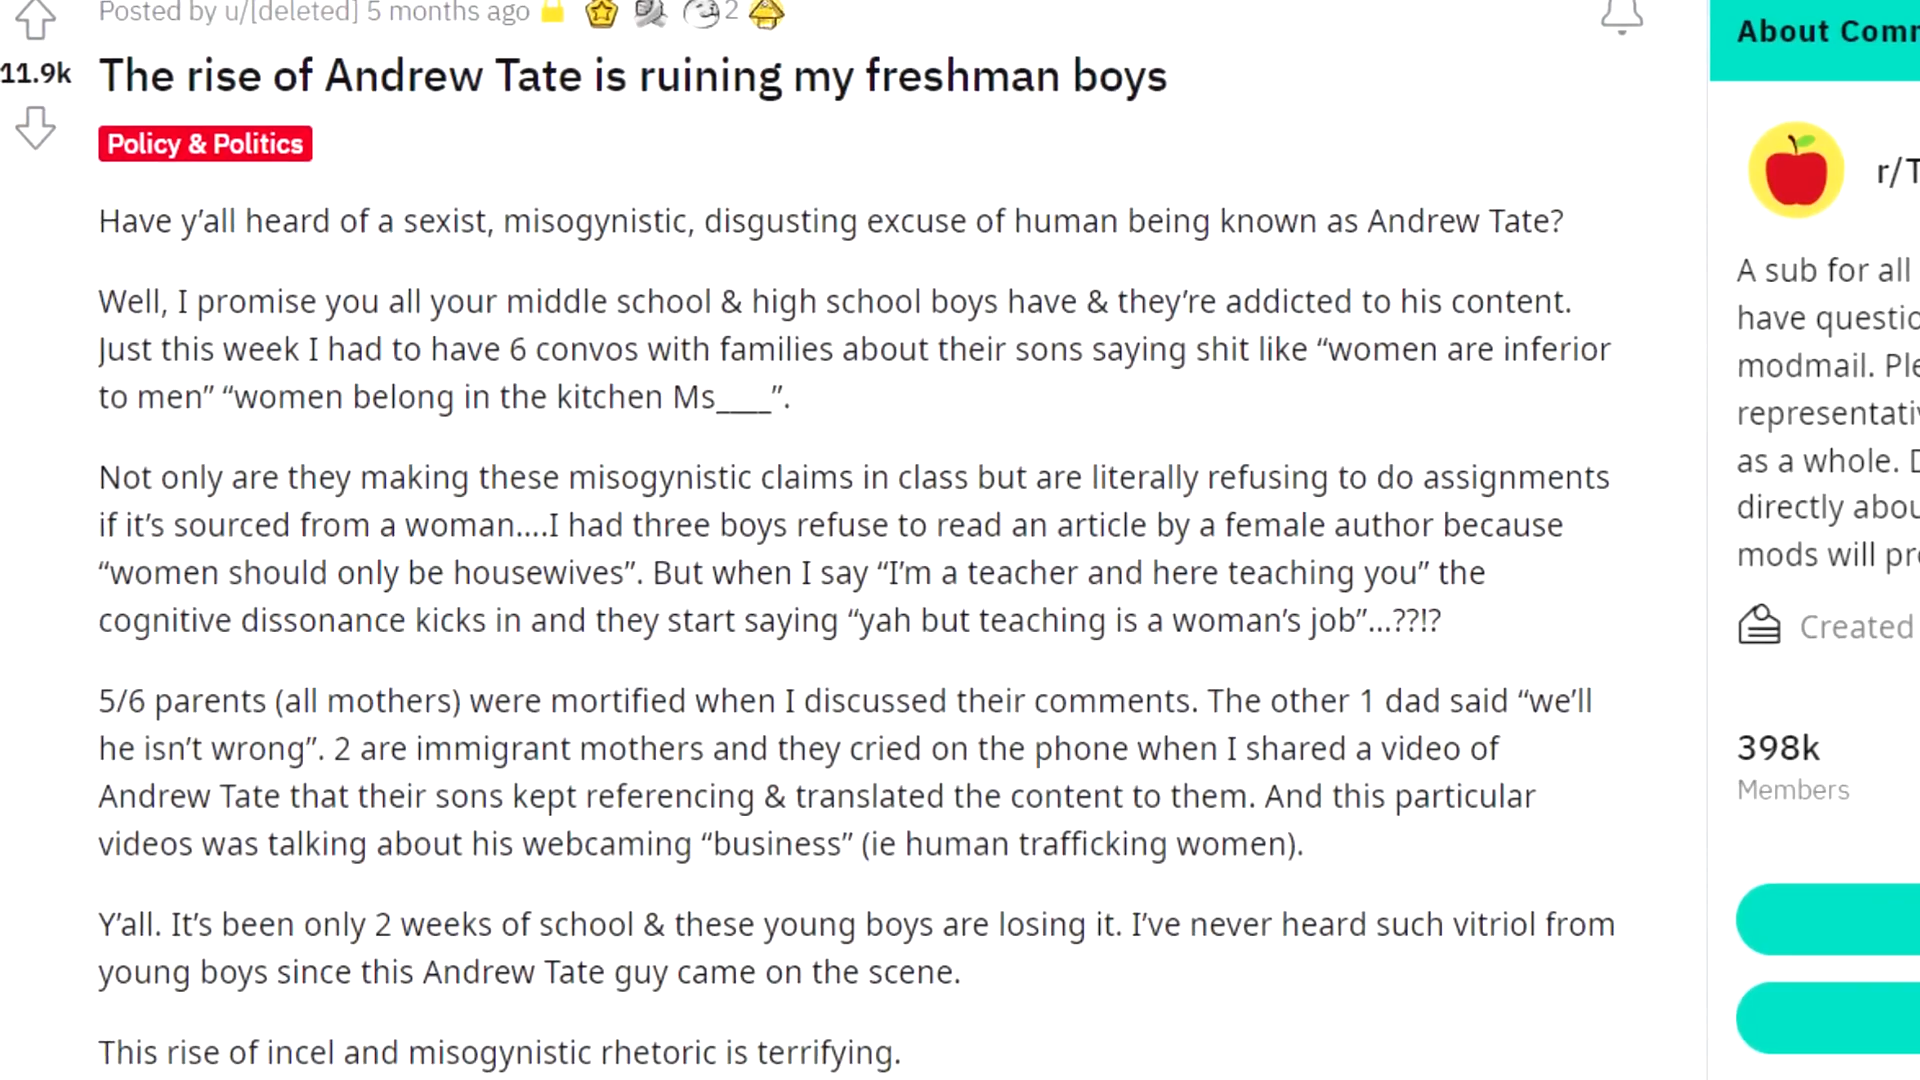 Posted by u/[deleted] 5 months ago
2
11.9k
The rise of Andrew Tate is ruining my freshman boys
Policy & Politics
Have y’all heard of a sexist, misogynistic, disgusting excuse of human being known as Andrew Tate?
Well, I promise you all your middle school & high school boys have & they’re addicted to his content.
Just this week I had to have 6 convos with families about their sons saying shit like “women are inferior
to men” “women belong in the kitchen Ms____”.
Not only are they making these misogynistic claims in class but are literally refusing to do assignments
if it’s sourced from a woman....I had three boys refuse to read an article by a female author because
“women should only be housewives”. But when I say “I’m a teacher and here teaching you” the
cognitive dissonance kicks in and they start saying “yah but teaching is a woman’s job”...??!?
5/6 parents (all mothers) were mortified when I discussed their comments. The other 1 dad said “we’ll
he isn’t wrong”. 2 are immigrant mothers and they cried on the phone when I shared a video of
Andrew Tate that their sons kept referencing & translated the content to them. And this particular
videos was talking about his webcaming “business” (ie human trafficking women).
Y’all. It’s been only 2 weeks of school & these young boys are losing it. I’ve never heard such vitriol from
young boys since this Andrew Tate guy came on the scene.
This rise of incel and misogynistic rhetoric is terrifying.
About
r/
A sub for all
have
modmail.
as a whole.
directly
mods will
Created
398k
Members